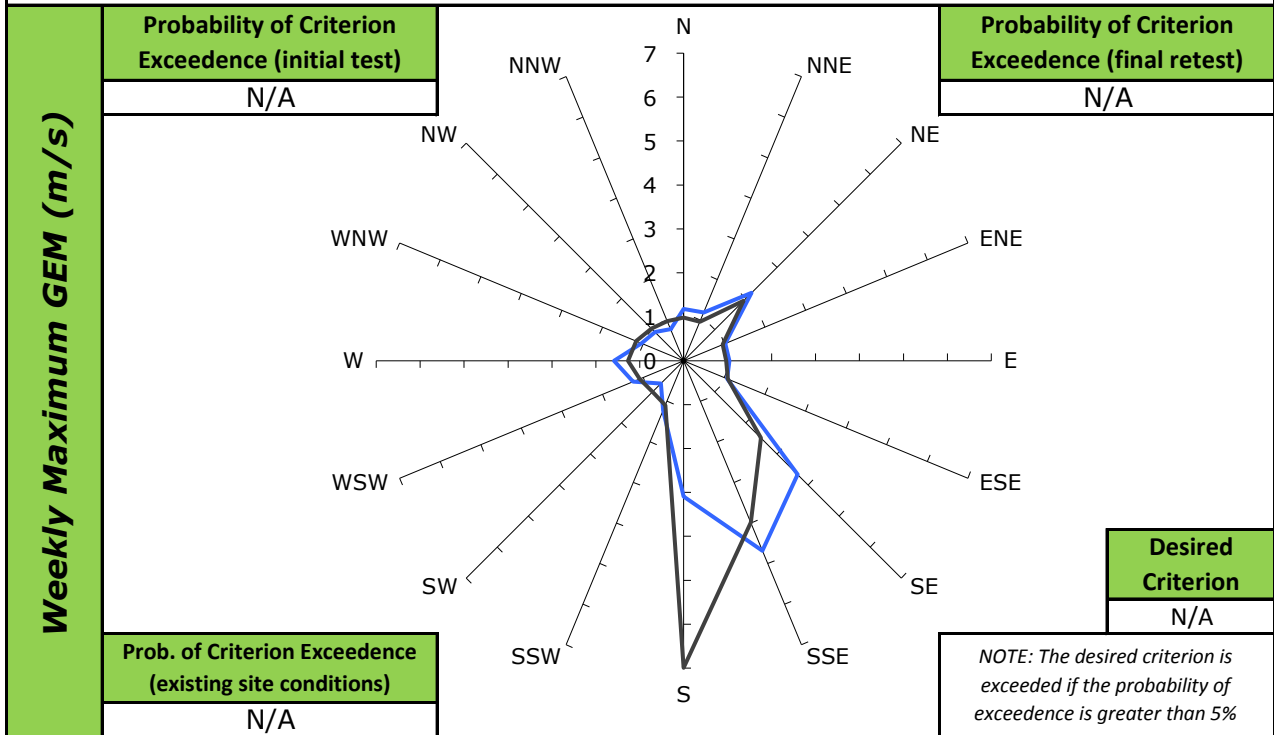 Weekly Maximum GEM (m/s)
Probability of Criterion
Exceedence (initial test)
N/A
Probability of Criterion
Exceedence (final retest)
N/A
N
NNE
NE
ENE
E
ESE
SE
SSE
S
SSW
SW
WSW
W
WNW
NW
NNW
7
6
5
4
3
2
1
0
Prob. of Criterion Exceedence
(existing site conditions)
N/A
Desired
Criterion
N/A
NOTE: The desired criterion is
exceeded if the probability of
exceedence is greater than 5%